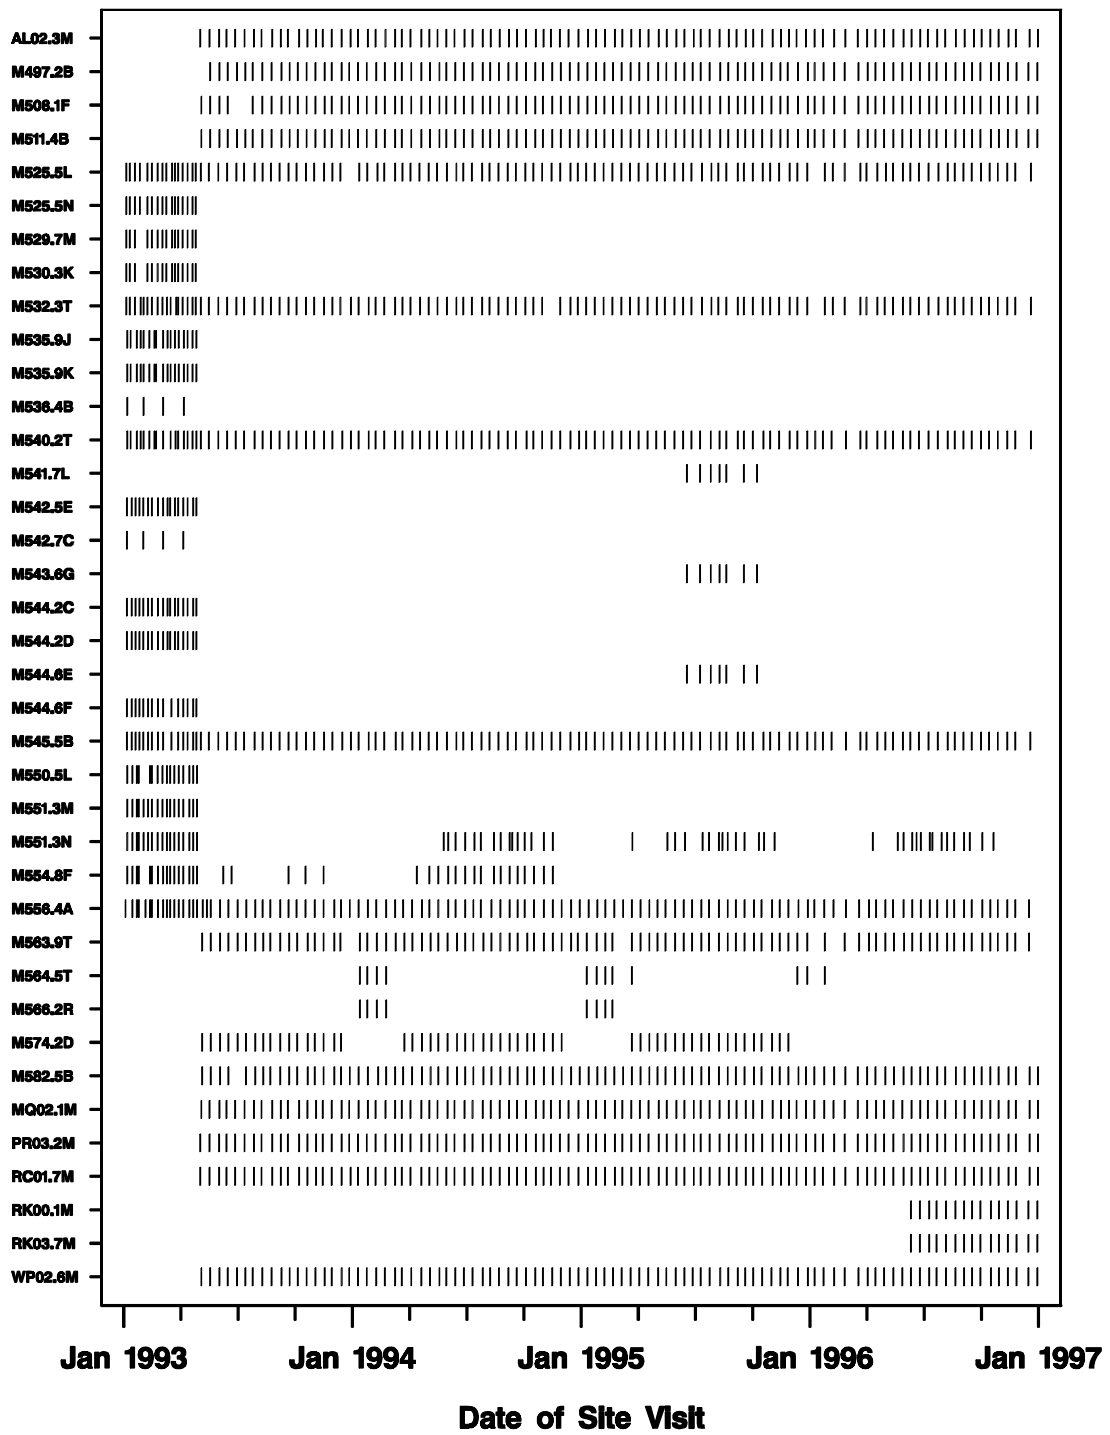 AL02.3M
M497.2B
M508.1F
M511.4B
M525.5L
M525.5N
M529.7M
M530.3K
M532.3T
M535.9J
M535.9K
M536.4B
M540.2T
M541.7L
M542.5E
M542.7C
M543.6G
M544.2C
M544.2D
M544.6E
M544.6F
M545.5B
M550.5L
M551.3M
M551.3N
M554.8F
M556.4A
M563.9T
M564.5T
M566.2R
M574.2D
M582.5B
MQ02.1M
PR03.2M
RC01.7M
RK00.1M
RK03.7M
WP02.6M
Jan 1993 Jan 1994 Jan 1995 Jan 1996 Jan 1997
Date of Site Visit